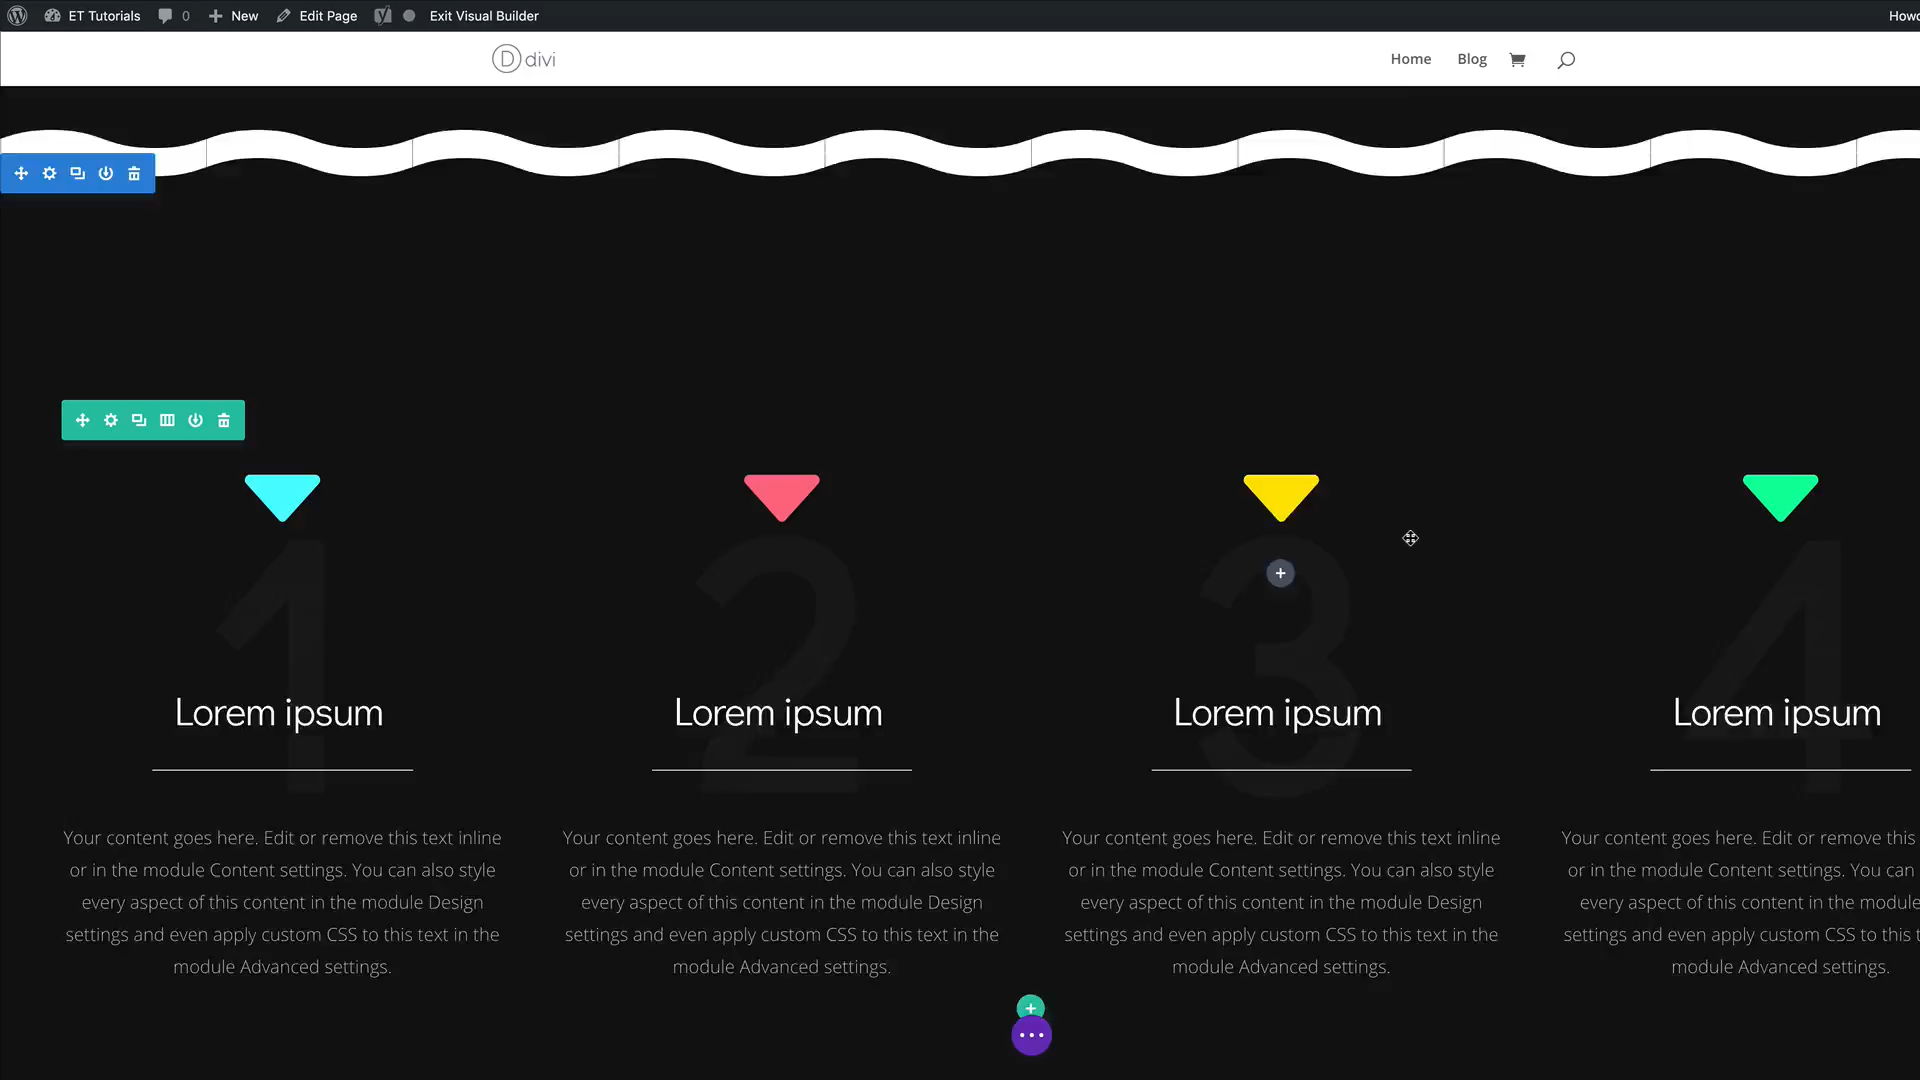 ET Tutorials 0 New Edit Page Exit Visual Builder Howd
divi Home Blog
1 2 3 4
Lorem ipsum Lorem ipsum Lorem ipsum Lorem ipsum
Your content goes here. Edit or remove this text inline
or in the module Content settings. You can also style
every aspect of this content in the module Design
settings and even apply custom CSS to this text in the
module Advanced settings.
Your content goes here. Edit or remove this text inline
or in the module Content settings. You can also style
every aspect of this content in the module Design
settings and even apply custom CSS to this text in the
module Advanced settings.
Your content goes here. Edit or remove this text inline
or in the module Content settings. You can also style
every aspect of this content in the module Design
settings and even apply custom CSS to this text in the
module Advanced settings.
Your content goes here. Edit or remove this
or in the module Content settings. You can
every aspect of this content in the module
settings and even apply custom CSS to this
module Advanced settings.